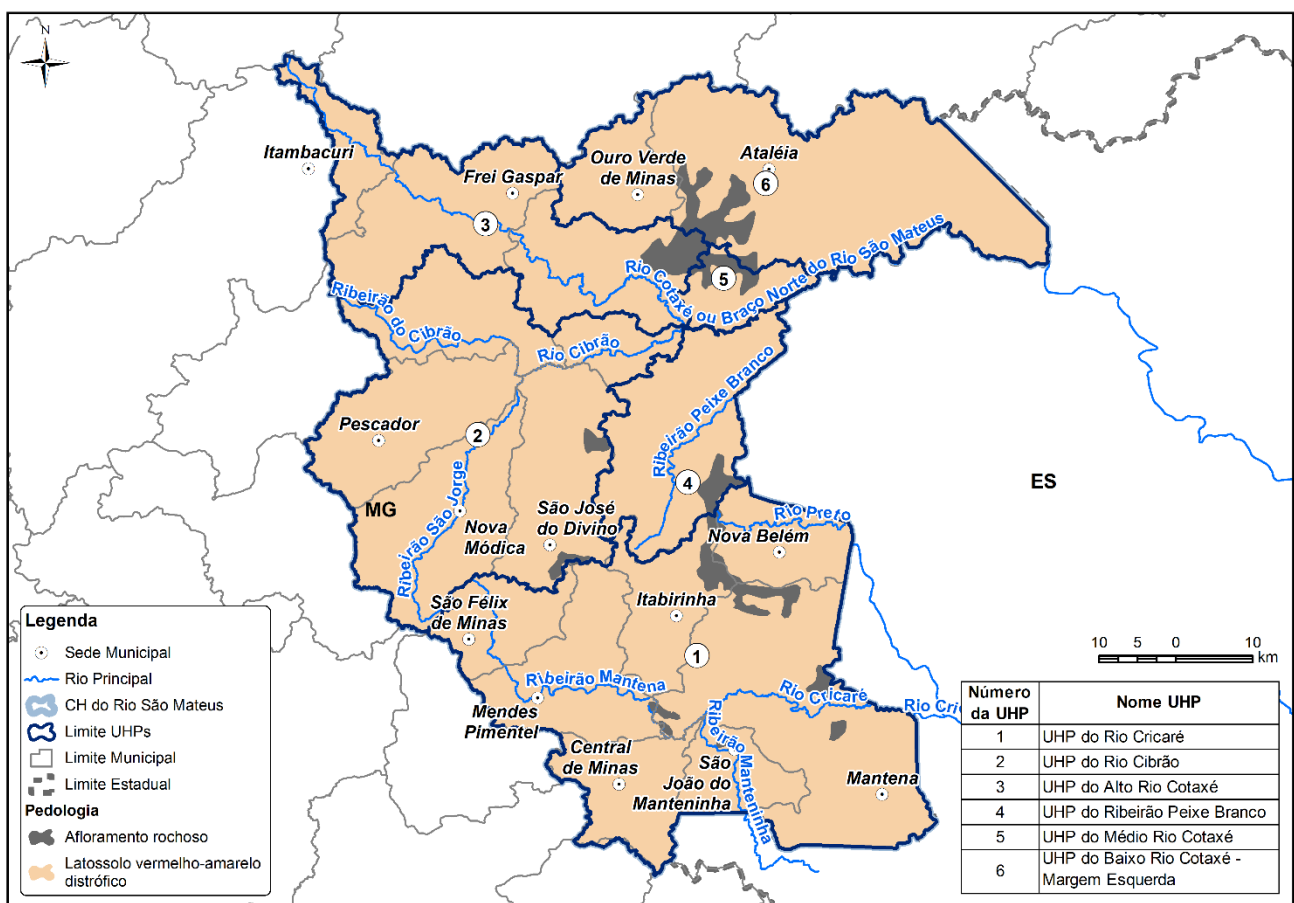 N
Itambacuri
Frei Gaspar
Ouro Verde
de Minas
Ataléia
6
3
5
Rio Cotaxé ou Braço Norte do Rio São Mateus
Ribeirão do Cibrão
Rio Cibrão
Ribeirão Peixe Branco
Pescador
2
4
MG
ES
Ribeirão São Jorge
Nova
Módica
São José
do Divino
Rio Preto
Nova Belém
São Félix
de Minas
Itabirinha
1
Ribeirão Mantena
Mendes
Pimentel
Rio Cricaré
Rio Cri
Ribeirão Manteninha
Central
de Minas
São
João do
Manteninha
Mantena
Legenda
Sede Municipal
Rio Principal
CH do Rio São Mateus
Limite UHPs
Limite Municipal
Limite Estadual
Pedologia
Afloramento rochoso
Latossolo vermelho-amarelo
distrófico
10 5 0 10
km
Número da UHP Nome UHP
1 UHP do Rio Cricaré
2 UHP do Rio Cibrão
3 UHP do Alto Rio Cotaxé
4 UHP do Ribeirão Peixe Branco
5 UHP do Médio Rio Cotaxé
6 UHP do Baixo Rio Cotaxé -
Margem Esquerda